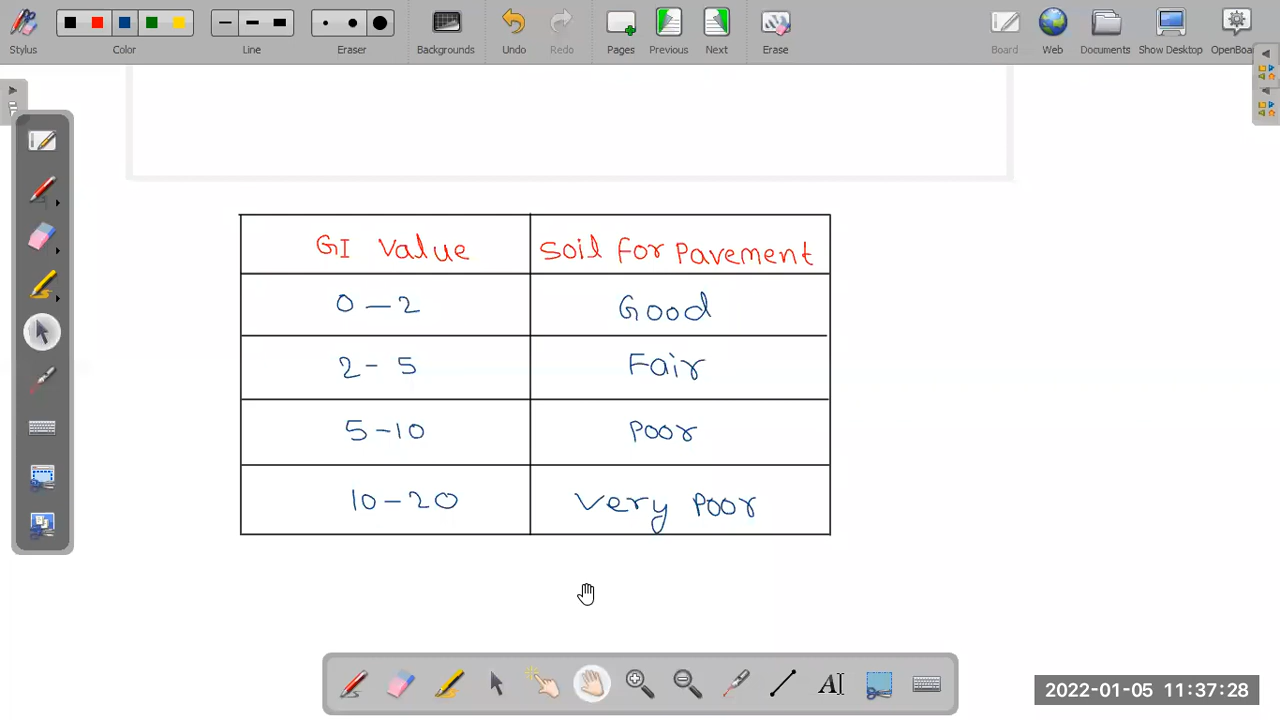 Stylus Color Line Eraser Backgrounds Undo Redo Pages Previous Next Erase Board Web Documents Show Desktop OpenBoa
GI Value Soil for Pavement
0 – 2 Good
2 - 5 Fair
5 - 10 Poor
10 - 20 Very Poor
2022-01-05 11:37:28